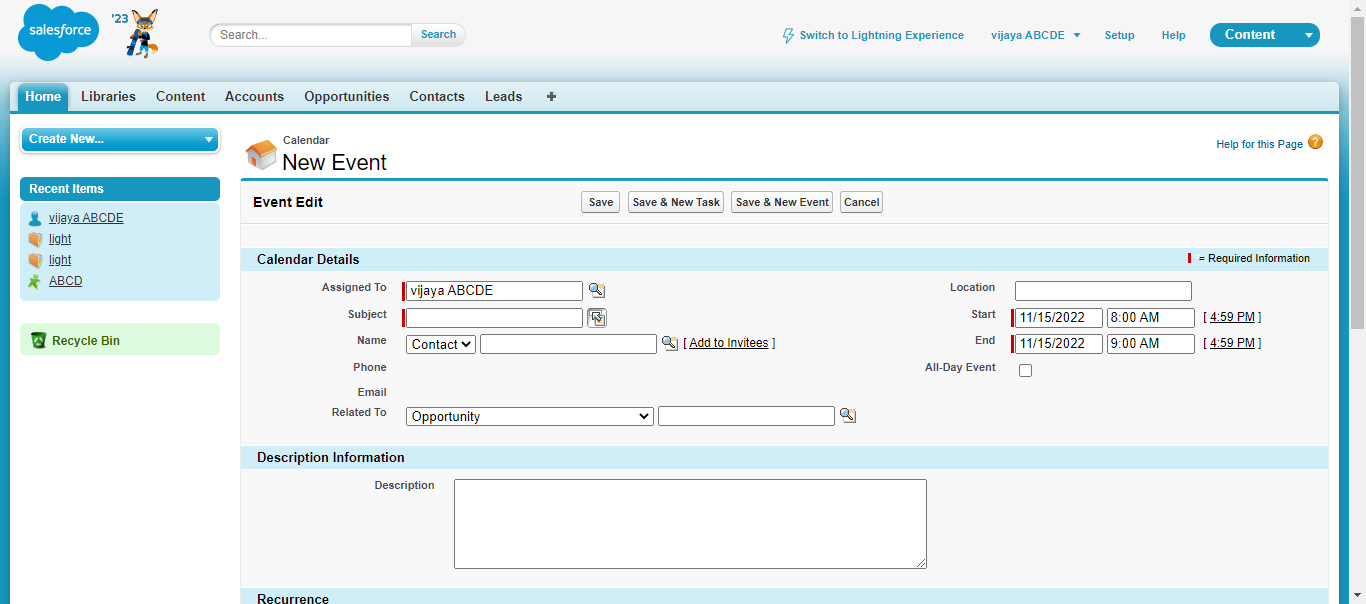 salesforce
'23
Search...
Search
Switch to Lightning Experience
vijaya ABCDE
Setup
Help
Content
Home
Libraries
Content
Accounts
Opportunities
Contacts
Leads
+
Create New...
Recent Items
vijaya ABCDE
light
light
ABCD
Recycle Bin
Calendar
New Event
Help for this Page ?
Event Edit
Save
Save & New Task
Save & New Event
Cancel
Calendar Details
= Required Information
Assigned To
vijaya ABCDE
Location
Subject
Start
11/15/2022
8:00 AM
[ 4:59 PM ]
Name
Contact
[ Add to Invitees ]
End
11/15/2022
9:00 AM
[ 4:59 PM ]
Phone
All-Day Event
Email
Related To
Opportunity
Description Information
Description
Recurrence